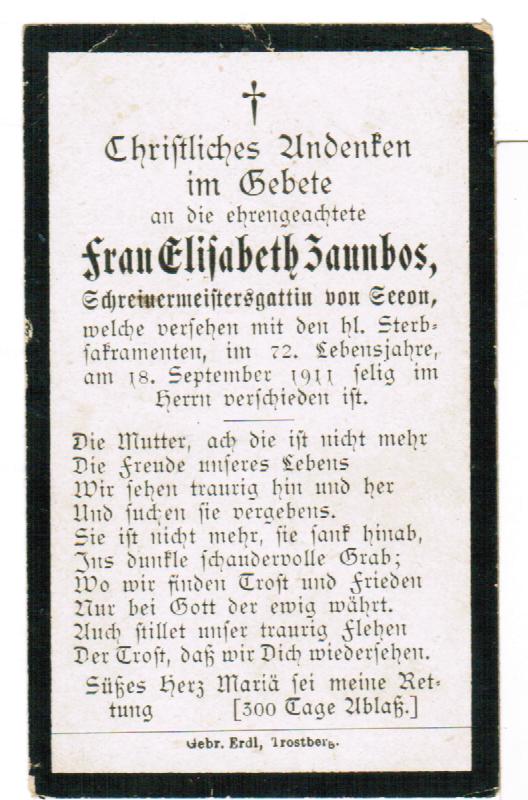 Christliches Andenken
im Gebete
an die ehrengeachtete
Frau Elisabeth Zaunbos,
Schreinermeistersgattin von Seeon,
welche versehen mit den hl. Sterb-
sakramenten, im 72. Lebensjahre,
am 18. September 1911 selig im
Herrn verschieden ist.
Die Mutter, ach die ist nicht mehr
Die Freude unseres Lebens
Wir sehen traurig hin und her
Und suchen sie vergebens.
Sie ist nicht mehr, sie sank hinab,
Ins dunkle schaudervolle Grab;
Wo wir finden Trost und Frieden
Nur bei Gott der ewig währt.
Auch stillet unser traurig Flehen
Der Trost, daß wir Dich wiedersehen.
Süßes Herz Mariä sei meine Ret-
tung [300 Tage Ablaß.]
Gebr. Erdl, Trostberg.